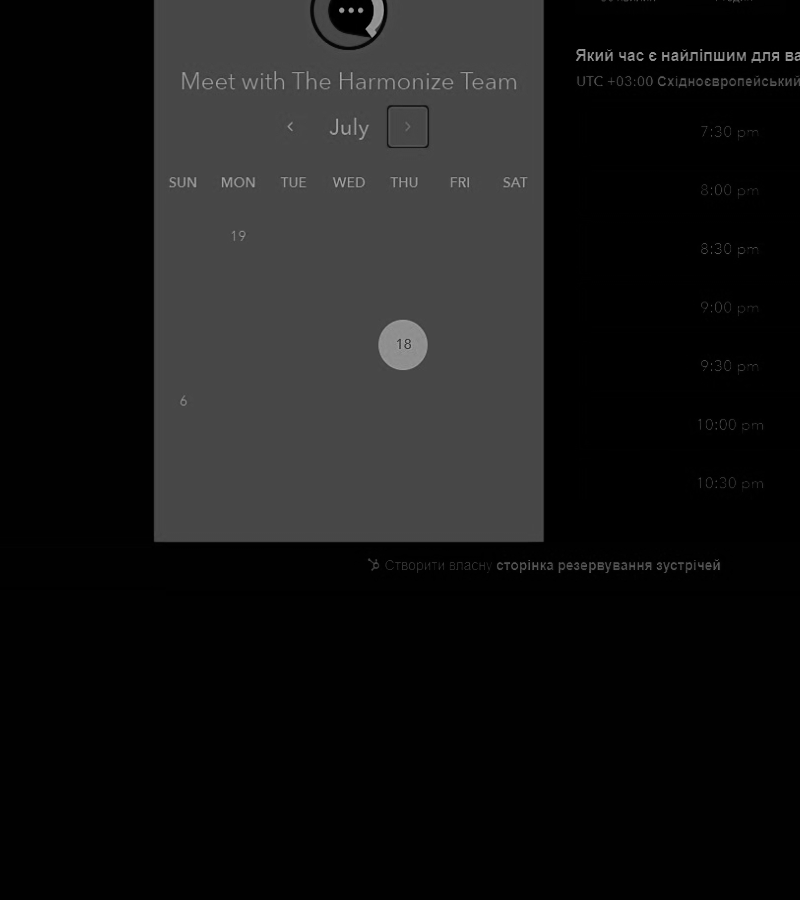 Meet with The Harmonize Team
July
SUN MON TUE WED THU FRI SAT
19
18
6
Який час є найліпшим для ва
UTC +03:00 Східноєвропейський
7:30 pm
8:00 pm
8:30 pm
9:00 pm
9:30 pm
10:00 pm
10:30 pm
Створити власну сторінка резервування зустрічей